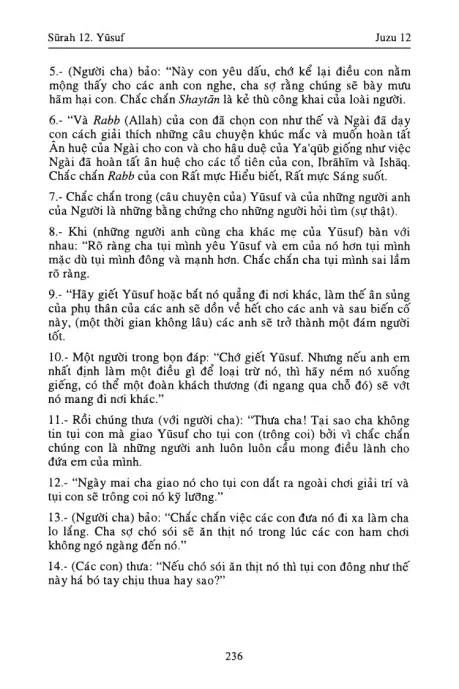 Sūrah 12. Yūsuf Juzu 12
5.- (Người cha) bảo: “Này con yêu dấu, chớ kể lại điều con nằm
mộng thấy cho các anh con nghe, cha sợ rằng chúng sẽ bày mưu
hãm hại con. Chắc chắn Shaytān là kẻ thù công khai của loài người.
6.- “Và Rabb (Allah) của con đã chọn con như thế và Ngài đã dạy
con cách giải thích những câu chuyện khúc mắc và muốn hoàn tất
Ân huệ của Ngài cho con và cho hậu duệ của Ya'qūb giống như việc
Ngài đã hoàn tất ân huệ cho các tổ tiên của con, Ibrāhīm và Ishāq.
Chắc chắn Rabb của con Rất mực Hiểu biết, Rất mực Sáng suốt.
7.- Chắc chắn trong (câu chuyện của) Yūsuf và của những người anh
của Người là những bằng chứng cho những người hỏi tìm (sự thật).
8.- Khi (những người anh cùng cha khác mẹ của Yūsuf) bàn với
nhau: “Rõ ràng cha tụi mình yêu Yūsuf và em của nó hơn tụi mình
mặc dù tụi mình đông và mạnh hơn. Chắc chắn cha tụi mình sai lầm
rõ ràng.
9.- “Hãy giết Yūsuf hoặc bắt nó quẳng đi nơi khác, làm thế ân sủng
của phụ thân của các anh sẽ dồn về hết cho các anh và sau biến cố
này, (một thời gian không lâu) các anh sẽ trở thành một đám người
tốt.
10.- Một người trong bọn đáp: “Chớ giết Yūsuf. Nhưng nếu anh em
nhất định làm một điều gì để loại trừ nó, thì hãy ném nó xuống
giếng, có thể một đoàn khách thương (đi ngang qua chỗ đó) sẽ vớt
nó mang đi nơi khác.”
11.- Rồi chúng thưa (với người cha): “Thưa cha! Tại sao cha không
tin tụi con mà giao Yūsuf cho tụi con (trông coi) bởi vì chắc chắn
chúng con là những người anh luôn luôn cầu mong điều lành cho
đứa em của mình.
12.- “Ngày mai cha giao nó cho tụi con dắt ra ngoài chơi giải trí và
tụi con sẽ trông coi nó kỹ lưỡng.”
13.- (Người cha) bảo: “Chắc chắn việc các con đưa nó đi xa làm cha
lo lắng. Cha sợ chó sói sẽ ăn thịt nó trong lúc các con ham chơi
không ngó ngàng đến nó.”
14.- (Các con) thưa: “Nếu chó sói ăn thịt nó thì tụi con đông như thế
này há bó tay chịu thua hay sao?”
236